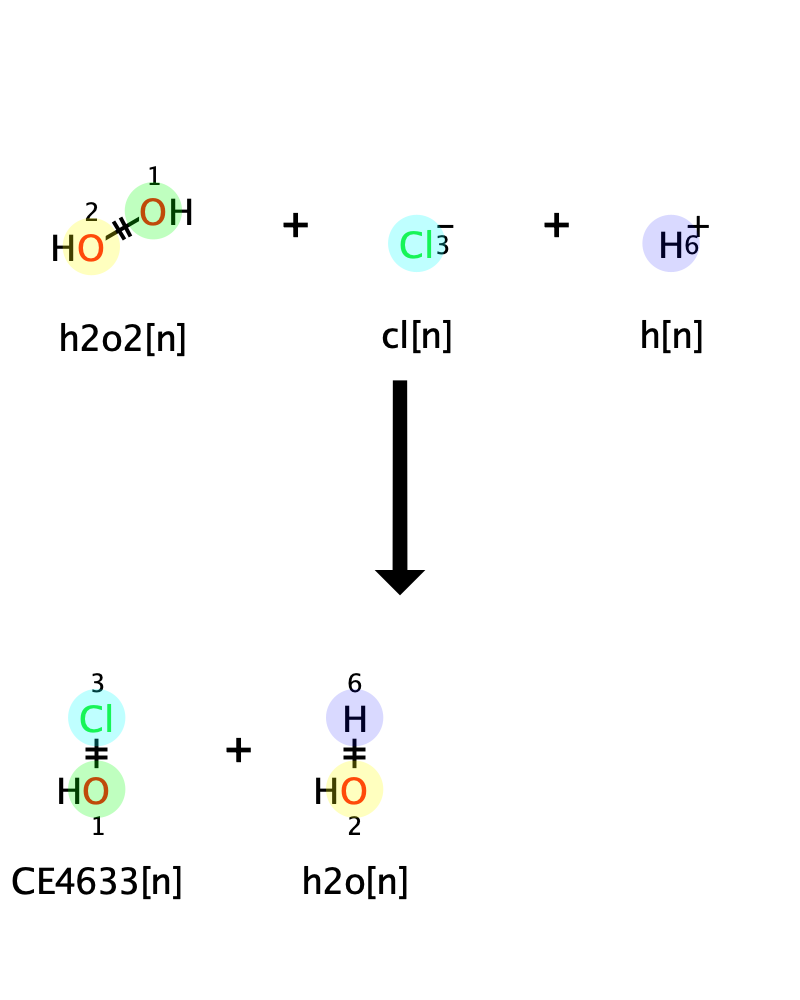 1
2
OH
HO
+
Cl
−
3
+
H
+
6
h2o2[n]
cl[n]
h[n]
3
6
Cl
H
+
HO
HO
1
2
CE4633[n]
h2o[n]